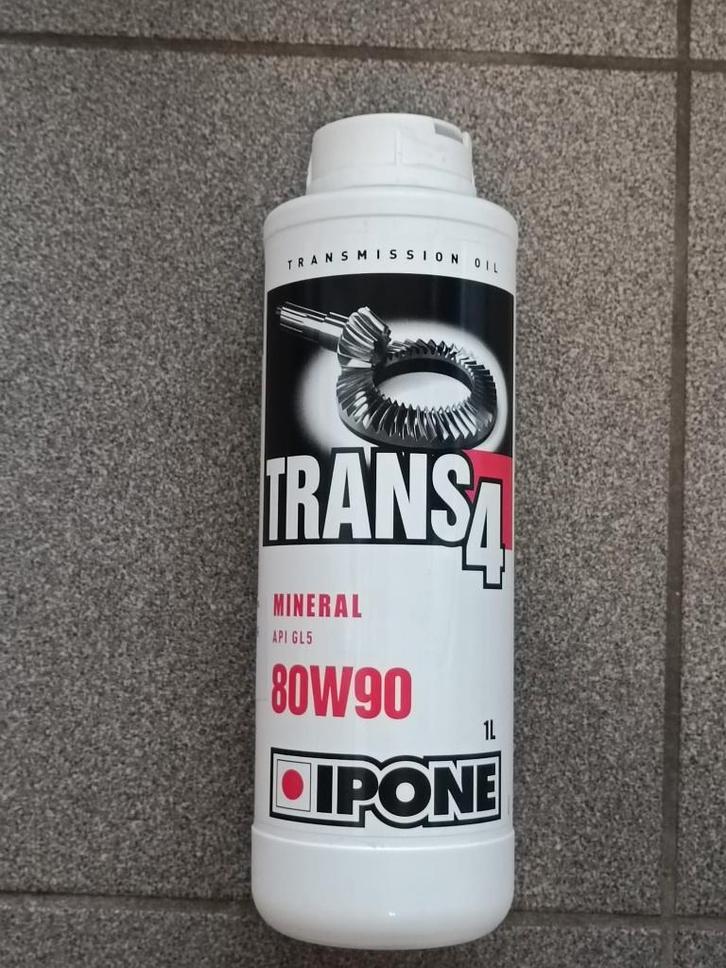 TRANSMISSION OIL
TRANS4
MINERAL
API GL5
80W90
1L
IPONE